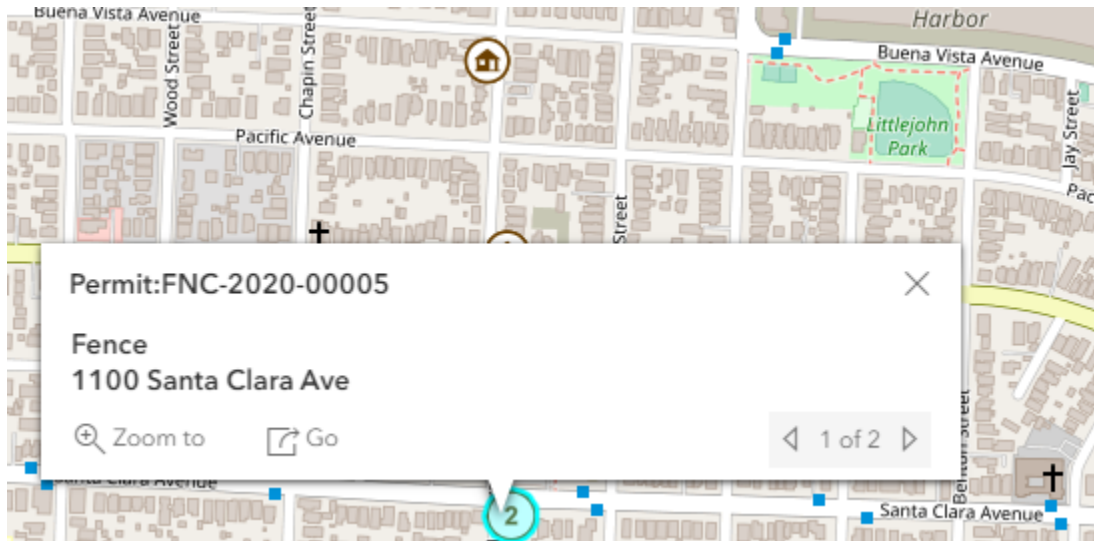 Harbor
Buena Vista Avenue
Buena Vista Avenue
Wood Street
Chapin Street
Pacific Avenue
Littlejohn
Park
Jay Street
Pac
Street
Permit:FNC-2020-00005
Fence
1100 Santa Clara Ave
Zoom to
Go
1 of 2
Benton Street
Santa Clara Avenue
2
Santa Clara Avenue